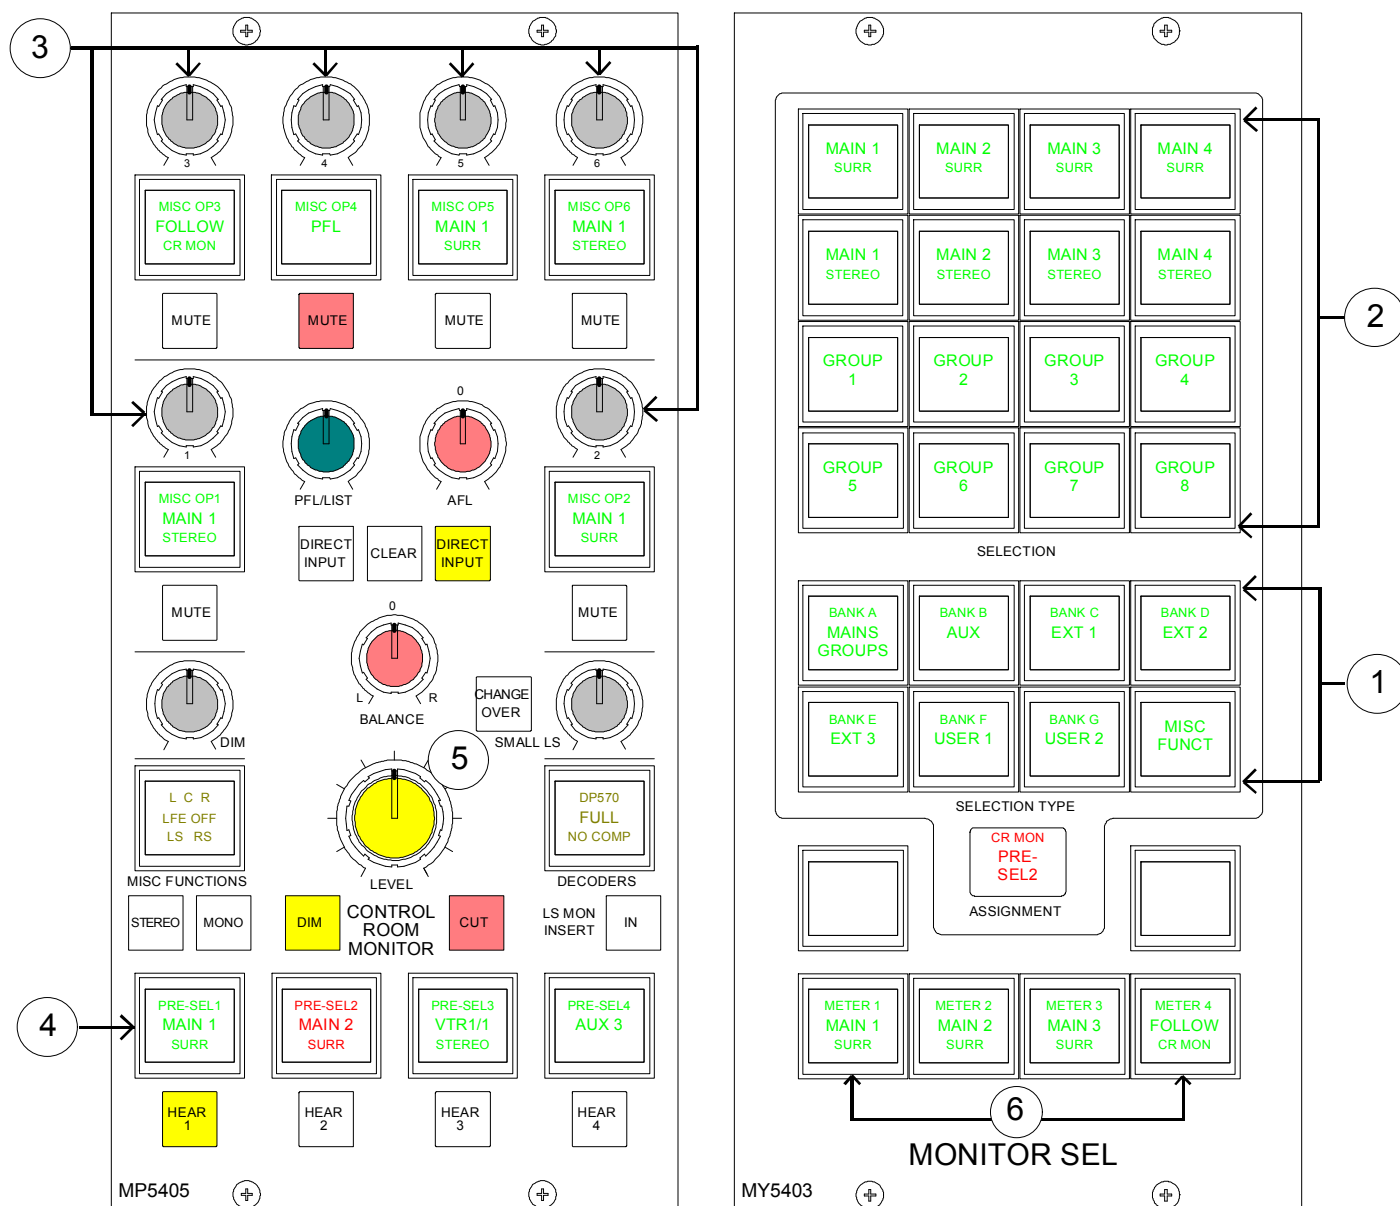 3
3
4
5
6
MISC OP3
FOLLOW
CR MON
MISC OP4
PFL
MISC OP5
MAIN 1
SURR
MISC OP6
MAIN 1
STEREO
MUTE
MUTE
MUTE
MUTE
1
0
2
PFL/LIST
AFL
MISC OP1
MAIN 1
STEREO
MISC OP2
MAIN 1
SURR
DIRECT
INPUT
CLEAR
DIRECT
INPUT
MUTE
MUTE
0
L
R
BALANCE
CHANGE
OVER
DIM
SMALL LS
5
L C R
LFE OFF
LS RS
DP570
FULL
NO COMP
LEVEL
MISC FUNCTIONS
DECODERS
STEREO
MONO
DIM
CONTROL
ROOM
MONITOR
CUT
LS MON
INSERT
IN
4
PRE-SEL1
MAIN 1
SURR
PRE-SEL2
MAIN 2
SURR
PRE-SEL3
VTR1/1
STEREO
PRE-SEL4
AUX 3
HEAR
1
HEAR
2
HEAR
3
HEAR
4
MP5405
MAIN 1
SURR
MAIN 2
SURR
MAIN 3
SURR
MAIN 4
SURR
MAIN 1
STEREO
MAIN 2
STEREO
MAIN 3
STEREO
MAIN 4
STEREO
2
GROUP
1
GROUP
2
GROUP
3
GROUP
4
GROUP
5
GROUP
6
GROUP
7
GROUP
8
SELECTION
BANK A
MAINS
GROUPS
BANK B
AUX
BANK C
EXT 1
BANK D
EXT 2
1
BANK E
EXT 3
BANK F
USER 1
BANK G
USER 2
MISC
FUNCT
SELECTION TYPE
CR MON
PRE-
SEL2
ASSIGNMENT
METER 1
MAIN 1
SURR
METER 2
MAIN 2
SURR
METER 3
MAIN 3
SURR
METER 4
FOLLOW
CR MON
6
MONITOR SEL
MY5403